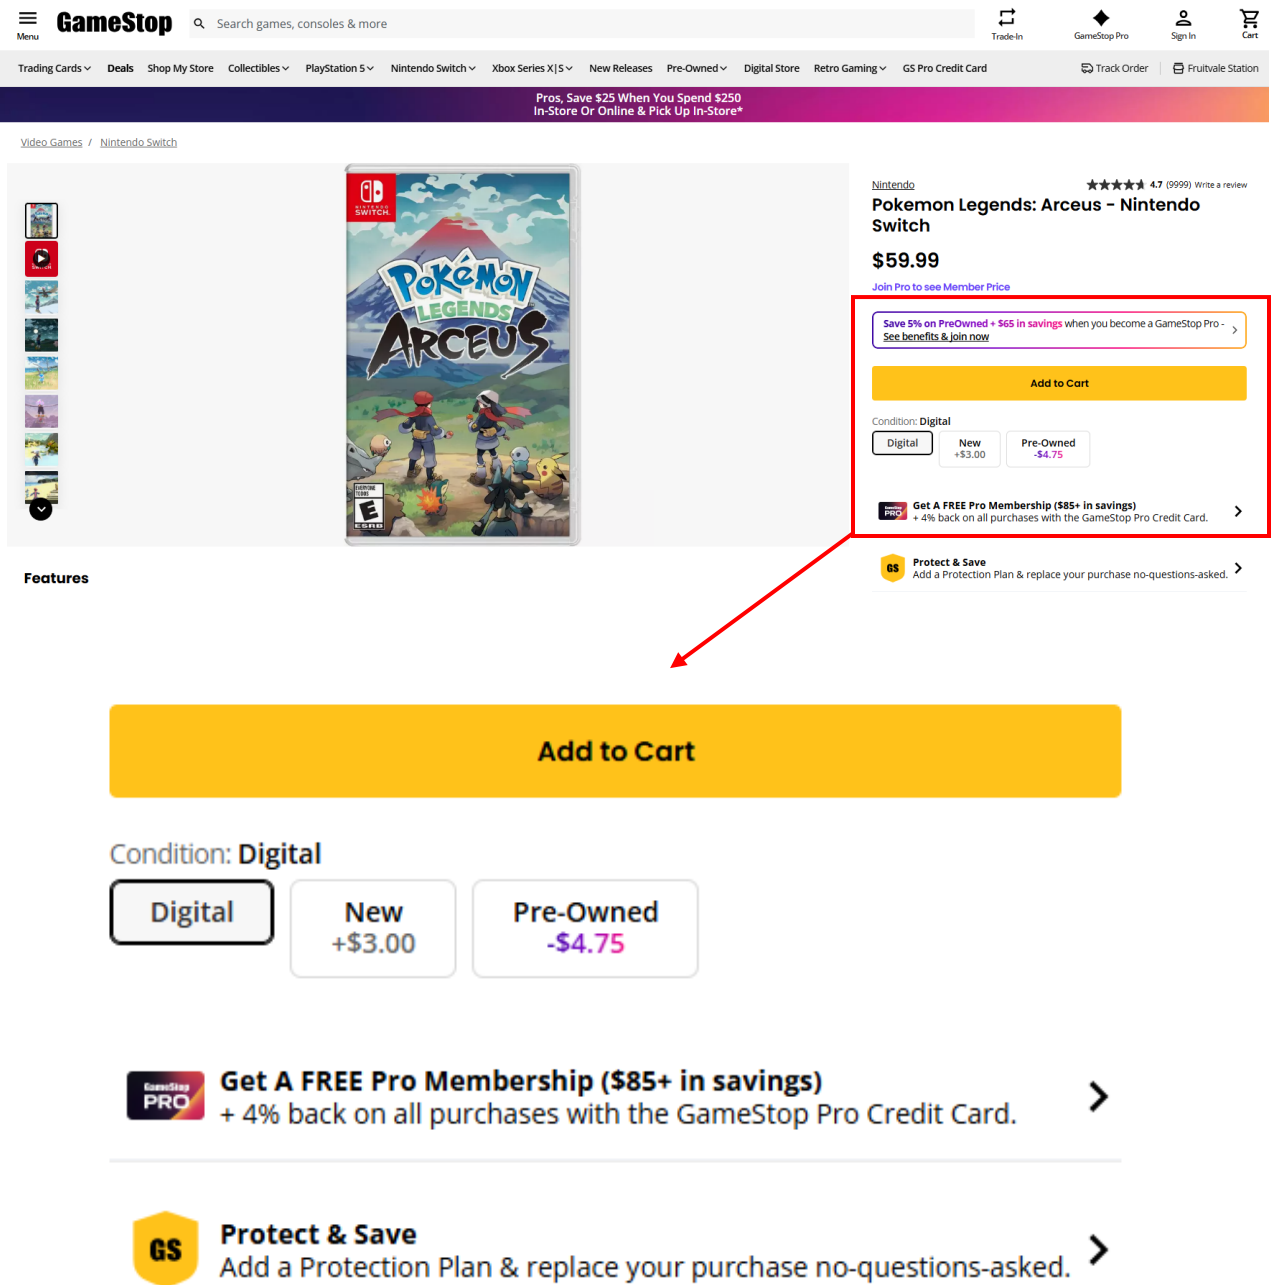 Menu
GameStop
Search games, consoles & more
Trade-In
GameStop Pro
Sign In
Cart
Trading Cards
Deals
Shop My Store
Collectibles
PlayStation 5
Nintendo Switch
Xbox Series X|S
New Releases
Pre-Owned
Digital Store
Retro Gaming
GS Pro Credit Card
Track Order
Fruitvale Station
Pros, Save $25 When You Spend $250
In-Store Or Online & Pick Up In-Store*
Video Games / Nintendo Switch
NINTENDO
SWITCH.
POKéMON
LEGENDS
ARCEUS
EVERYONE
E
ESRB
Nintendo
4.7 (9999) Write a review
Pokemon Legends: Arceus - Nintendo
Switch
$59.99
Join Pro to see Member Price
Save 5% on PreOwned + $65 in savings when you become a GameStop Pro -
See benefits & join now
Add to Cart
Condition: Digital
Digital
New
+$3.00
Pre-Owned
-$4.75
GameStop
PRO
Get A FREE Pro Membership ($85+ in savings)
+ 4% back on all purchases with the GameStop Pro Credit Card.
GS
Protect & Save
Add a Protection Plan & replace your purchase no-questions-asked.
Features
Add to Cart
Condition: Digital
Digital
New
+$3.00
Pre-Owned
-$4.75
GameStop
PRO
Get A FREE Pro Membership ($85+ in savings)
+ 4% back on all purchases with the GameStop Pro Credit Card.
GS
Protect & Save
Add a Protection Plan & replace your purchase no-questions-asked.